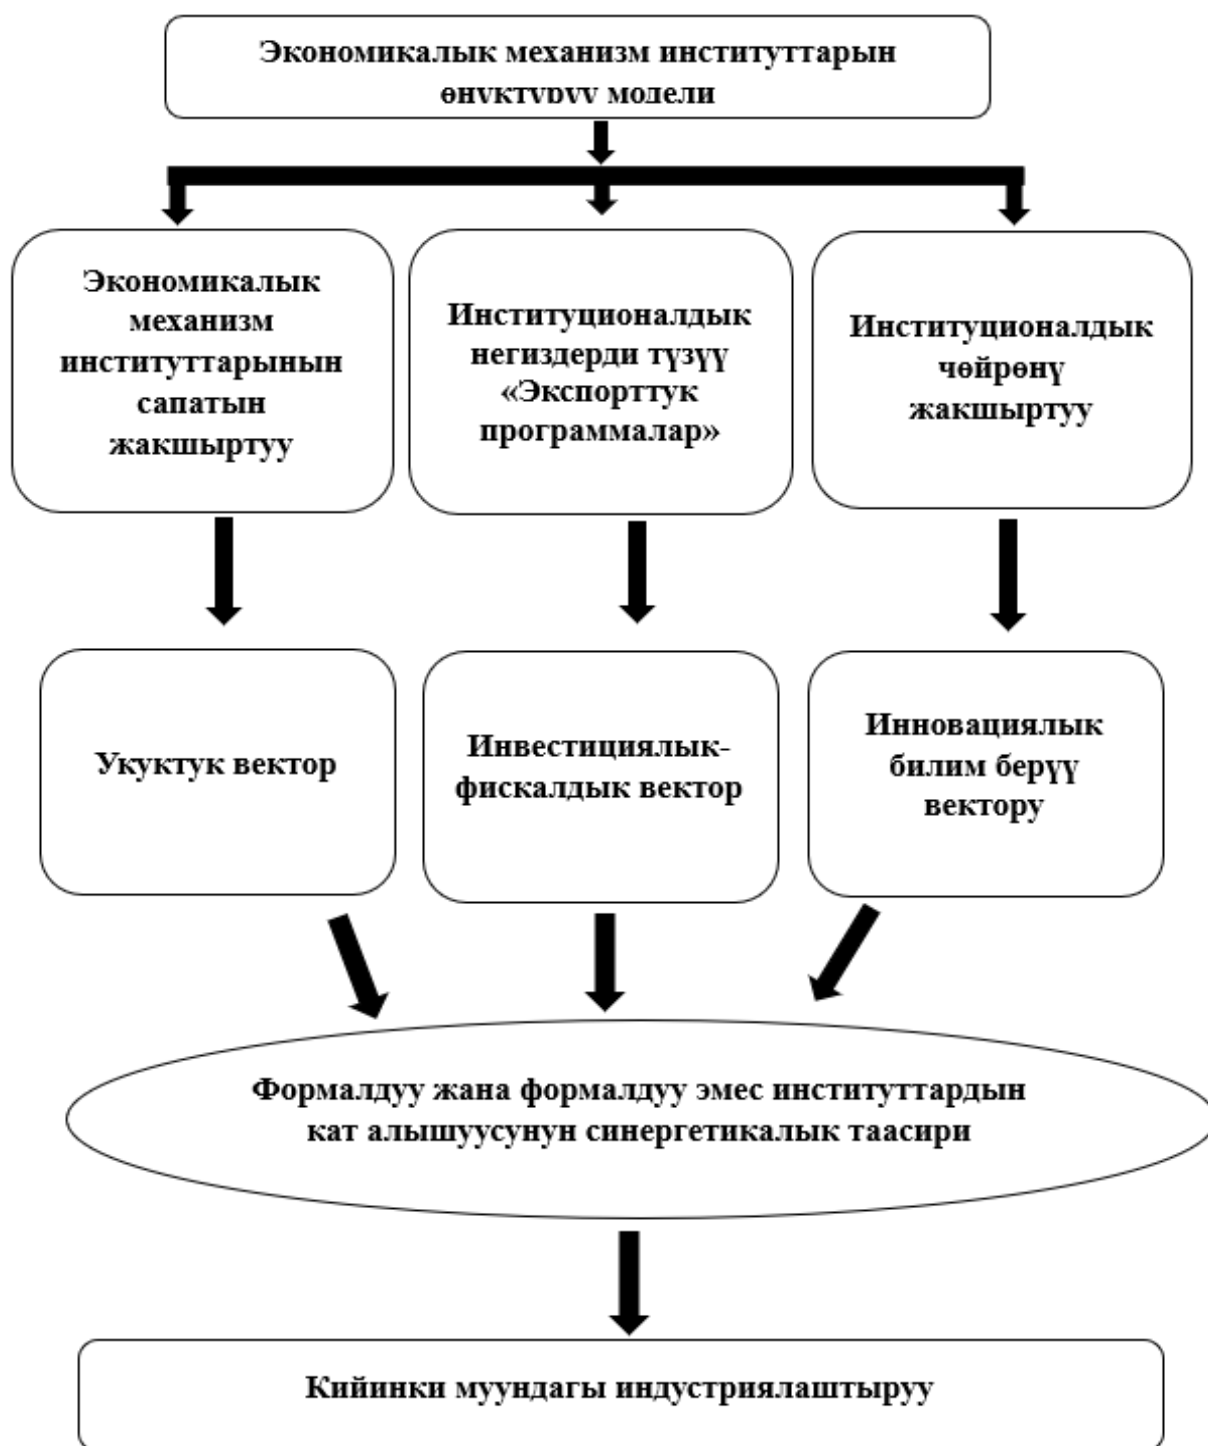 Экономикалык механизм институттарын
өнүктүрүү модели
Экономикалык
механизм
институттарынын
сапатын
жакшыртуу
Институционалдык
негиздерди түзүү
«Экспорттук
программалар»
Институционалдык
чөйрөнү
жакшыртуу
Укуктук вектор
Инвестициялык-
фискалдык вектор
Инновациялык
билим берүү
вектору
Формалдуу жана формалдуу эмес институттардын
кат алышуусунун синергетикалык таасири
Кийинки муундагы индустриялаштыруу